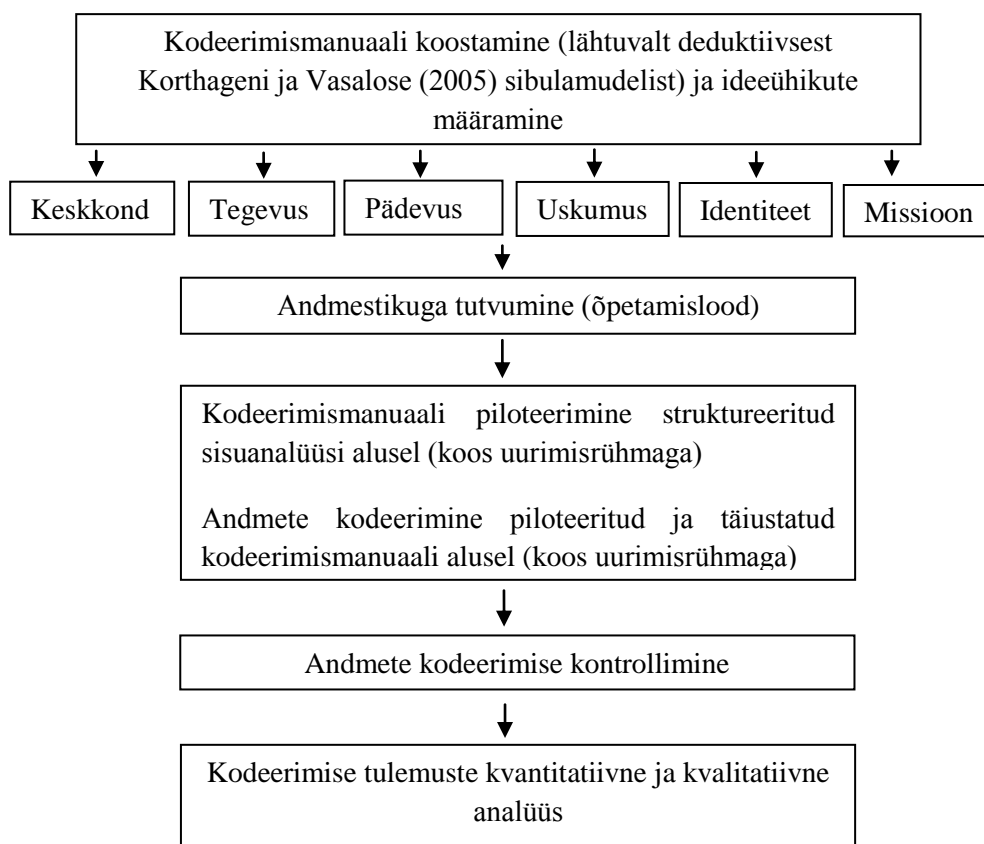 Kodeerimismanuaali koostamine (lähtuvalt deduktiivsest
Korthageni ja Vasalose (2005) sibulamudelist) ja ideeühikute
määramine
Keskkond Tegevus Pädevus Uskumus Identiteet Missioon
Andmestikuga tutvumine (õpetamislood)
Kodeerimismanuaali piloteerimine struktureeritud
sisuanalüüsi alusel (koos uurimisrühmaga)
Andmete kodeerimine piloteeritud ja täiustatud
kodeerimismanuaali alusel (koos uurimisrühmaga)
Andmete kodeerimise kontrollimine
Kodeerimise tulemuste kvantitatiivne ja kvalitatiivne
analüüs